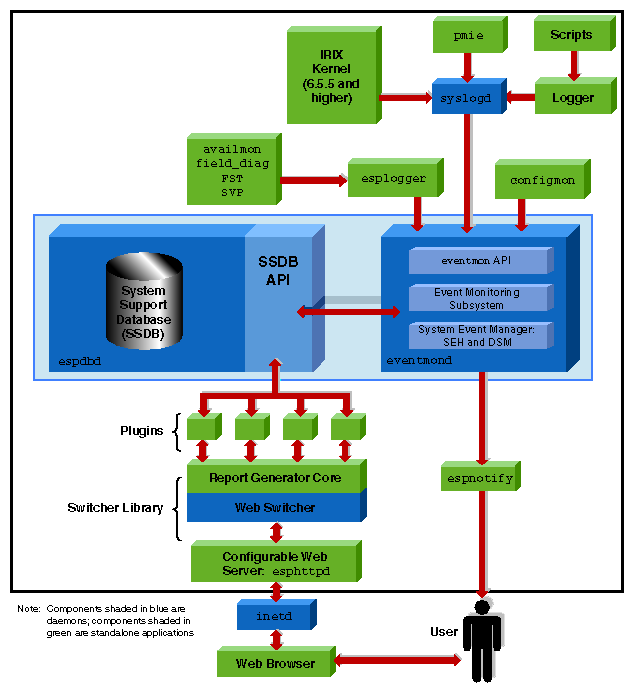 pmie
Scripts
IRIX
Kernel
(6.5.5 and
higher)
syslogd
Logger
availmon
field_diag
FST
SVP
esplogger
configmon
System
Support
Database
(SSDB)
SSDB
API
espdbd
eventmon API
Event Monitoring
Subsystem
System Event Manager:
SEH and DSM
eventmond
Plugins
Report Generator Core
Switcher Library
Web Switcher
espnotify
Configurable Web
Server: esphttpd
Note: Components shaded in blue are
daemons; components shaded in
green are standalone applications
inetd
User
Web Browser